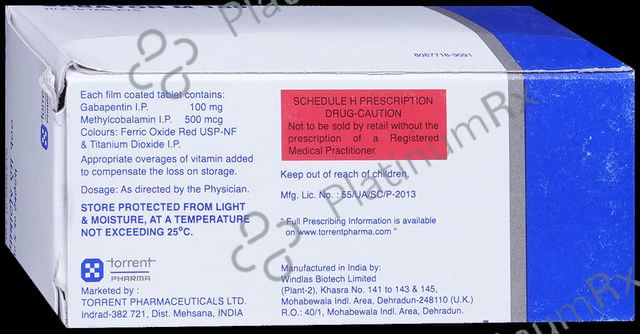 8087718-9091
Each film coated tablet contains:
Gabapentin I.P. 100 mg
Methylcobalamin I.P. 500 mcg
Colours: Ferric Oxide Red USP-NF
& Titanium Dioxide I.P.
Appropriate overages of vitamin added
to compensate the loss on storage.
Dosage: As directed by the Physician.
STORE PROTECTED FROM LIGHT
& MOISTURE, AT A TEMPERATURE
NOT EXCEEDING 25°C.
torrent
PHARMA
Marketed by :
TORRENT PHARMACEUTICALS LTD.
Indrad-382 721, Dist. Mehsana, INDIA
SCHEDULE H PRESCRIPTION
DRUG-CAUTION
Not to be sold by retail without the
prescription of a Registered
Medical Practitioner.
Keep out of reach of children.
Mfg. Lic. No. : 55/UA/SC/P-2013
" Full Prescribing Information is available
on "www.torrentpharma.com "
Manufactured in India by:
Windlas Biotech Limited
(Plant-2), Khasra No. 141 to 143 & 145,
Mohabewala Indl. Area, Dehradun-248110 (U.K.)
R.O.: 40/1, Mohabewala Indl. Area, Dehradun
PlatinumRx